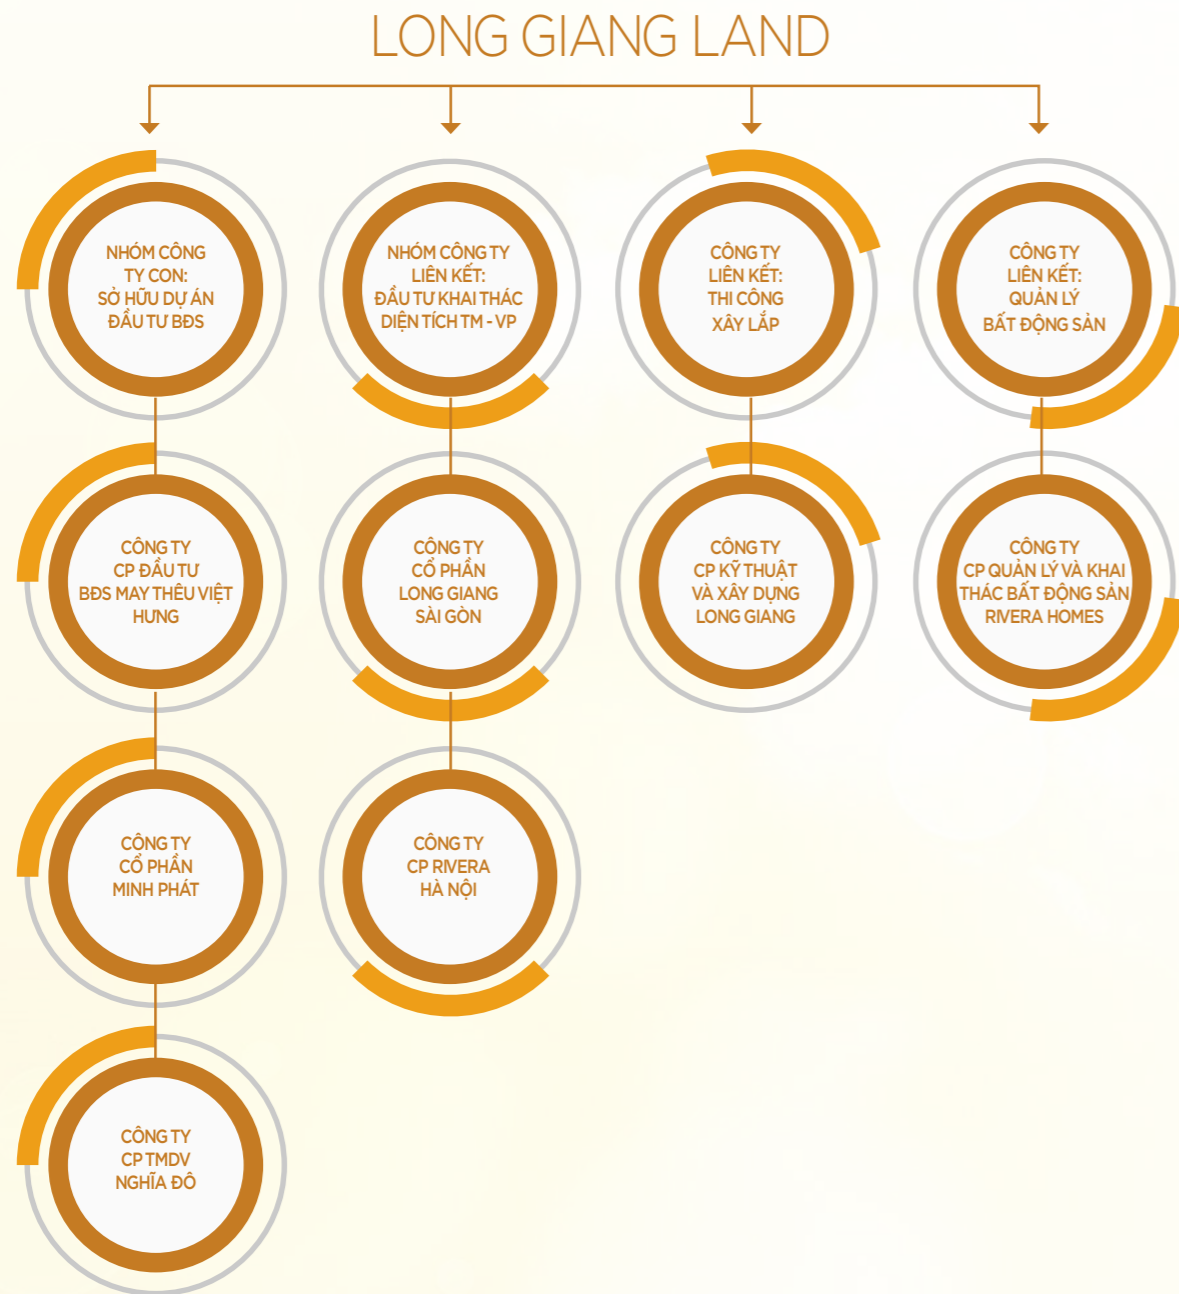 LONG GIANG LAND
NHÓM CÔNG
TY CON:
SỞ HỮU DỰ ÁN
ĐẦU TƯ BĐS
NHÓM CÔNG TY
LIÊN KẾT:
ĐẦU TƯ KHAI THÁC
DIỆN TÍCH TM - VP
CÔNG TY
LIÊN KẾT:
THI CÔNG
XÂY LẮP
CÔNG TY
LIÊN KẾT:
QUẢN LÝ
BẤT ĐỘNG SẢN
CÔNG TY
CP ĐẦU TƯ
BĐS MAY THÊU VIỆT
HƯNG
CÔNG TY
CỔ PHẦN
LONG GIANG
SÀI GÒN
CÔNG TY
CP KỸ THUẬT
VÀ XÂY DỰNG
LONG GIANG
CÔNG TY
CP QUẢN LÝ VÀ KHAI
THÁC BẤT ĐỘNG SẢN
RIVERA HOMES
CÔNG TY
CỔ PHẦN
MINH PHÁT
CÔNG TY
CP RIVERA
HÀ NỘI
CÔNG TY
CP TMDV
NGHĨA ĐÔ